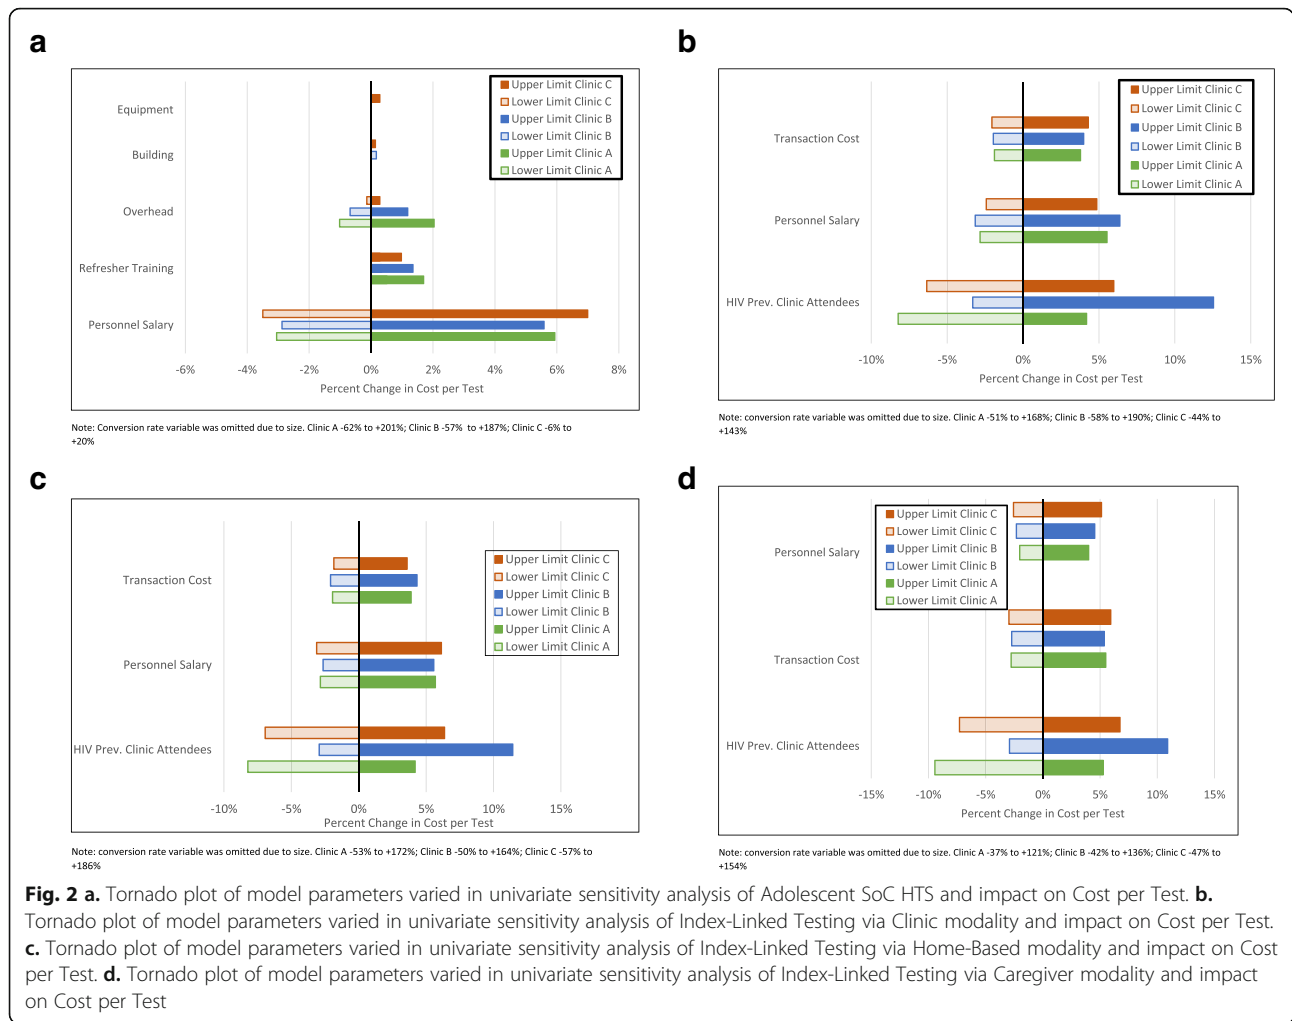 a
Upper Limit Clinic C
Lower Limit Clinic C
Upper Limit Clinic B
Lower Limit Clinic B
Upper Limit Clinic A
Lower Limit Clinic A
Equipment
Building
Overhead
Refresher Training
Personnel Salary
-6% -4% -2% 0% 2% 4% 6% 8%
Percent Change in Cost per Test
Note: Conversion rate variable was omitted due to size. Clinic A -62% to +201%; Clinic B -57% to +187%; Clinic C -6% to
+20%
b
Upper Limit Clinic C
Lower Limit Clinic C
Upper Limit Clinic B
Lower Limit Clinic B
Upper Limit Clinic A
Lower Limit Clinic A
Transaction Cost
Personnel Salary
HIV Prev. Clinic Attendees
-10% -5% 0% 5% 10% 15%
Percent Change in Cost per Test
Note: conversion rate variable was omitted due to size. Clinic A -51% to +168%; Clinic B -58% to +190%; Clinic C -44% to
+143%
c
Upper Limit Clinic C
Lower Limit Clinic C
Upper Limit Clinic B
Lower Limit Clinic B
Upper Limit Clinic A
Lower Limit Clinic A
Transaction Cost
Personnel Salary
HIV Prev. Clinic Attendees
-10% -5% 0% 5% 10% 15%
Percent Change in Cost per Test
Note: conversion rate variable was omitted due to size. Clinic A -53% to +172%; Clinic B -50% to +164%; Clinic C -57% to
+186%
d
Upper Limit Clinic C
Lower Limit Clinic C
Upper Limit Clinic B
Lower Limit Clinic B
Upper Limit Clinic A
Lower Limit Clinic A
Personnel Salary
Transaction Cost
HIV Prev. Clinic Attendees
-15% -10% -5% 0% 5% 10% 15%
Percent Change in Cost per Test
Note: conversion rate variable was omitted due to size. Clinic A -37% to +121%; Clinic B -42% to +136%; Clinic C -47% to
+154%
Fig. 2 a. Tornado plot of model parameters varied in univariate sensitivity analysis of Adolescent SoC HTS and impact on Cost per Test. b.
Tornado plot of model parameters varied in univariate sensitivity analysis of Index-Linked Testing via Clinic modality and impact on Cost per Test.
c. Tornado plot of model parameters varied in univariate sensitivity analysis of Index-Linked Testing via Home-Based modality and impact on Cost
per Test. d. Tornado plot of model parameters varied in univariate sensitivity analysis of Index-Linked Testing via Caregiver modality and impact
on Cost per Test